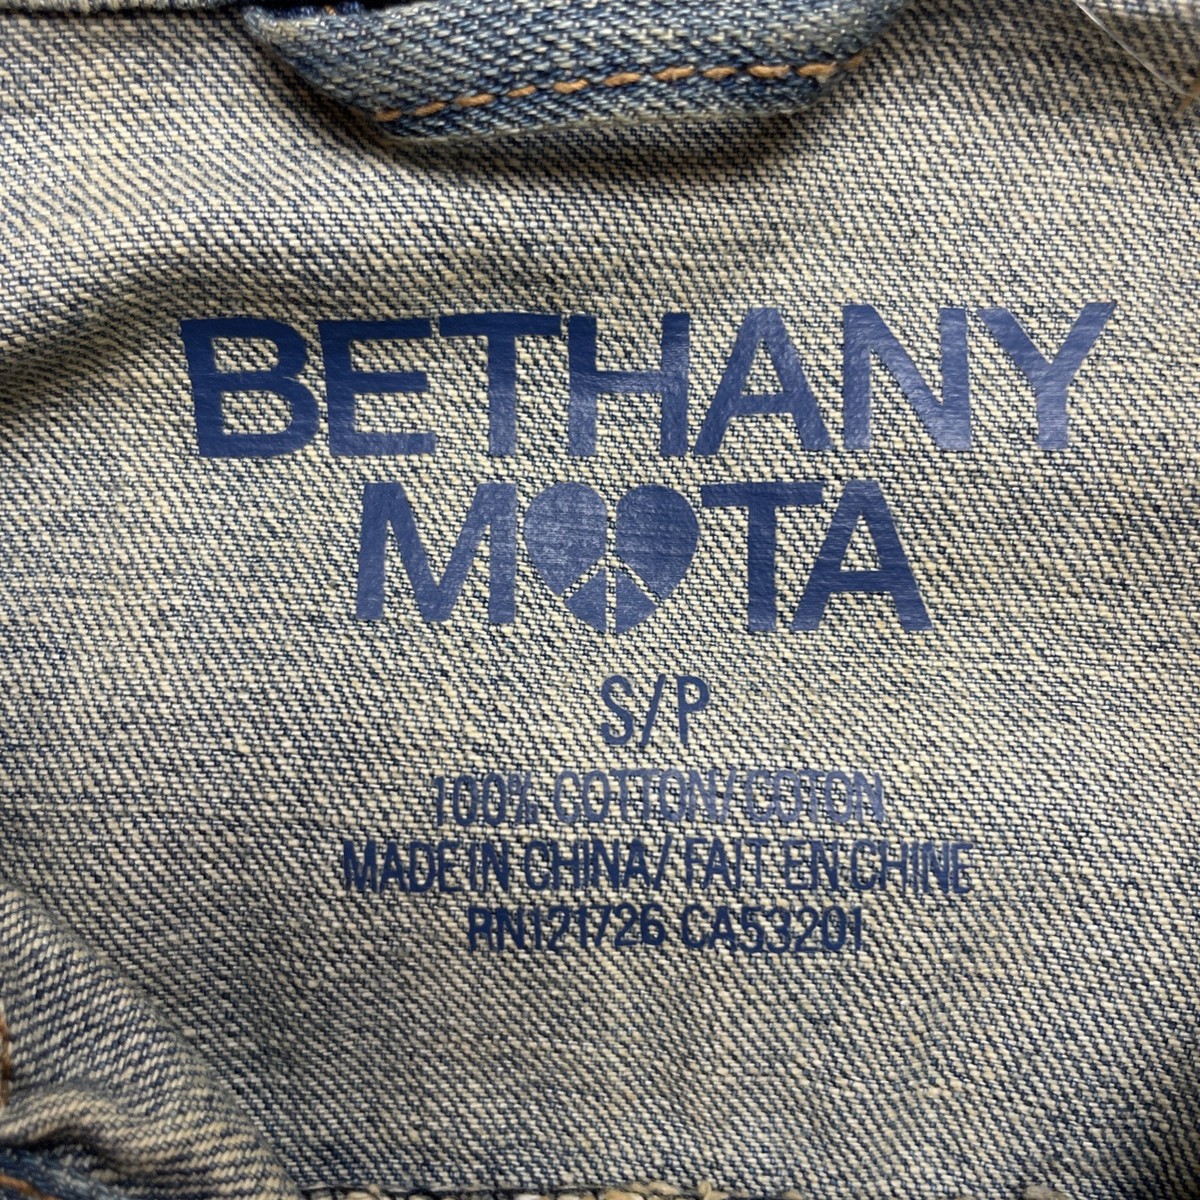 BETHANY
MOTA
S/P
100% COTTON/COTON
MADE IN CHINA/FAIT EN CHINE
RN121726 CA53201